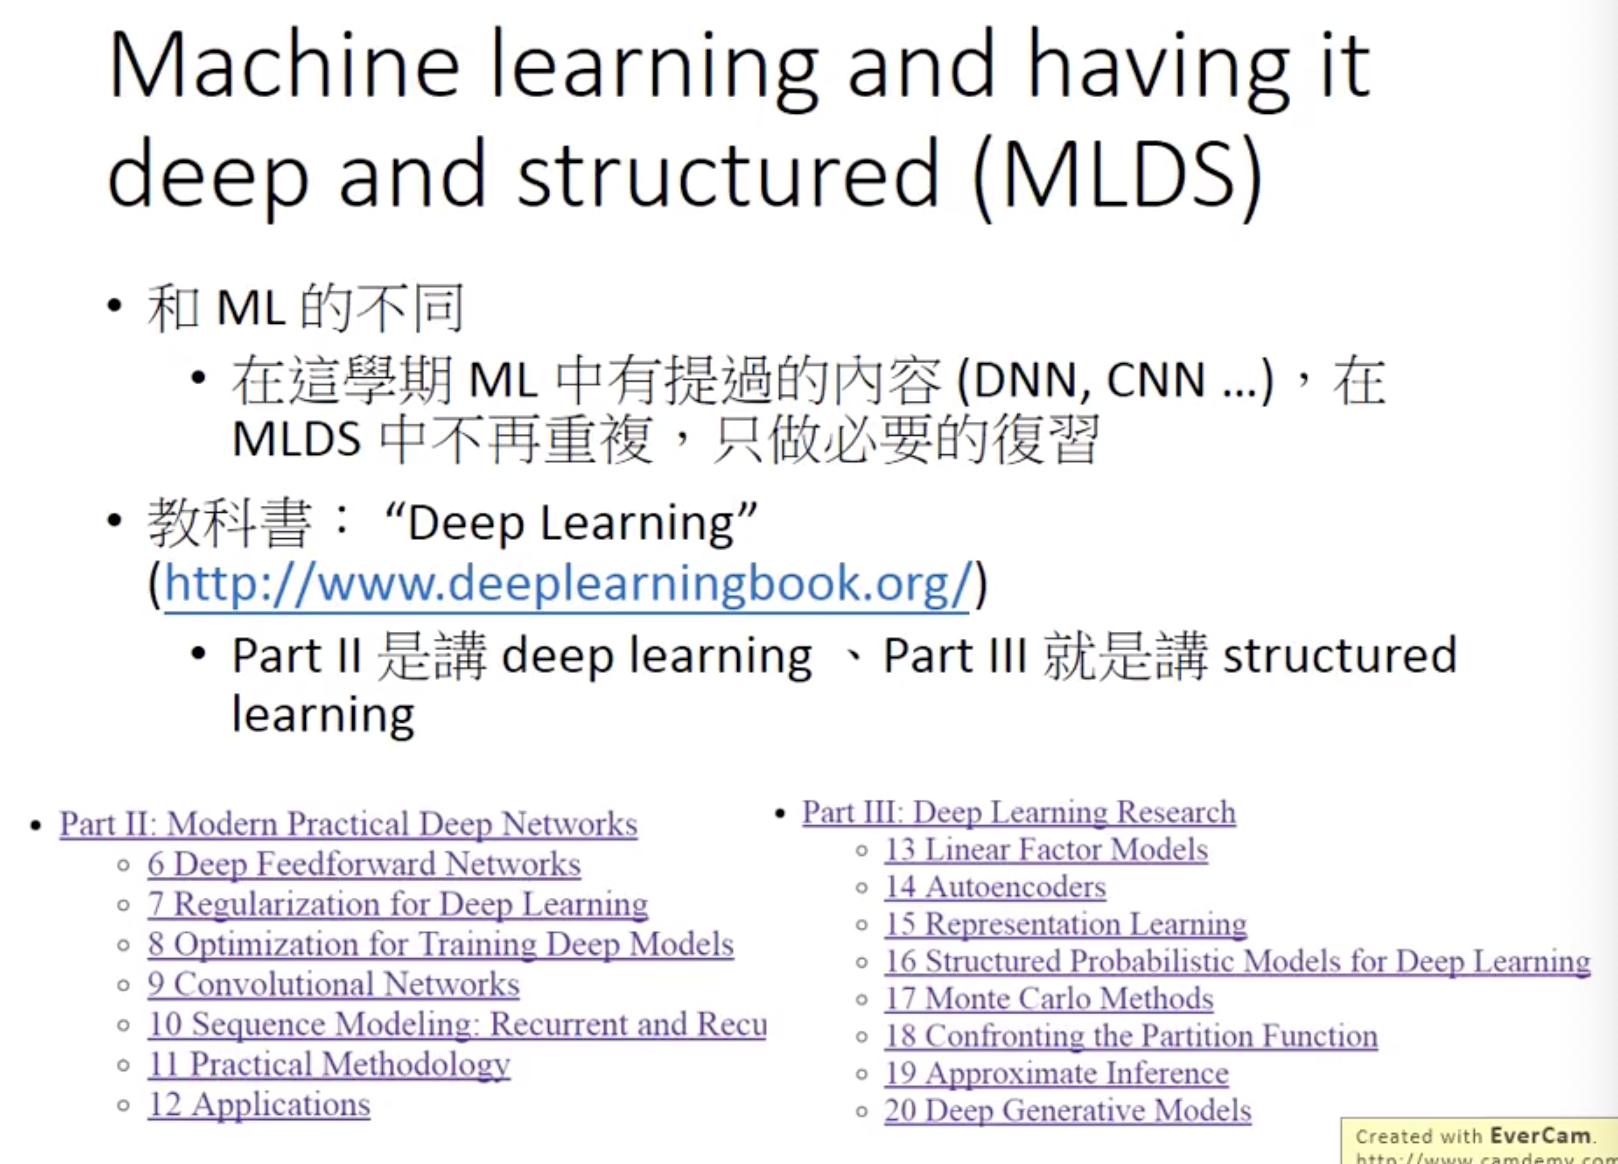 Machine learning and having it
deep and structured (MLDS)
• 和 ML 的不同
• 在這學期 ML 中有提過的內容 (DNN, CNN ...)，在
MLDS 中不再重複，只做必要的復習
• 教科書： “Deep Learning”
(http://www.deeplearningbook.org/)
• Part II 是講 deep learning 、Part III 就是講 structured
learning
• Part II: Modern Practical Deep Networks
◦ 6 Deep Feedforward Networks
◦ 7 Regularization for Deep Learning
◦ 8 Optimization for Training Deep Models
◦ 9 Convolutional Networks
◦ 10 Sequence Modeling: Recurrent and Recu
◦ 11 Practical Methodology
◦ 12 Applications
• Part III: Deep Learning Research
◦ 13 Linear Factor Models
◦ 14 Autoencoders
◦ 15 Representation Learning
◦ 16 Structured Probabilistic Models for Deep Learning
◦ 17 Monte Carlo Methods
◦ 18 Confronting the Partition Function
◦ 19 Approximate Inference
◦ 20 Deep Generative Models
Created with EverCam.
http://www.camdemy.com